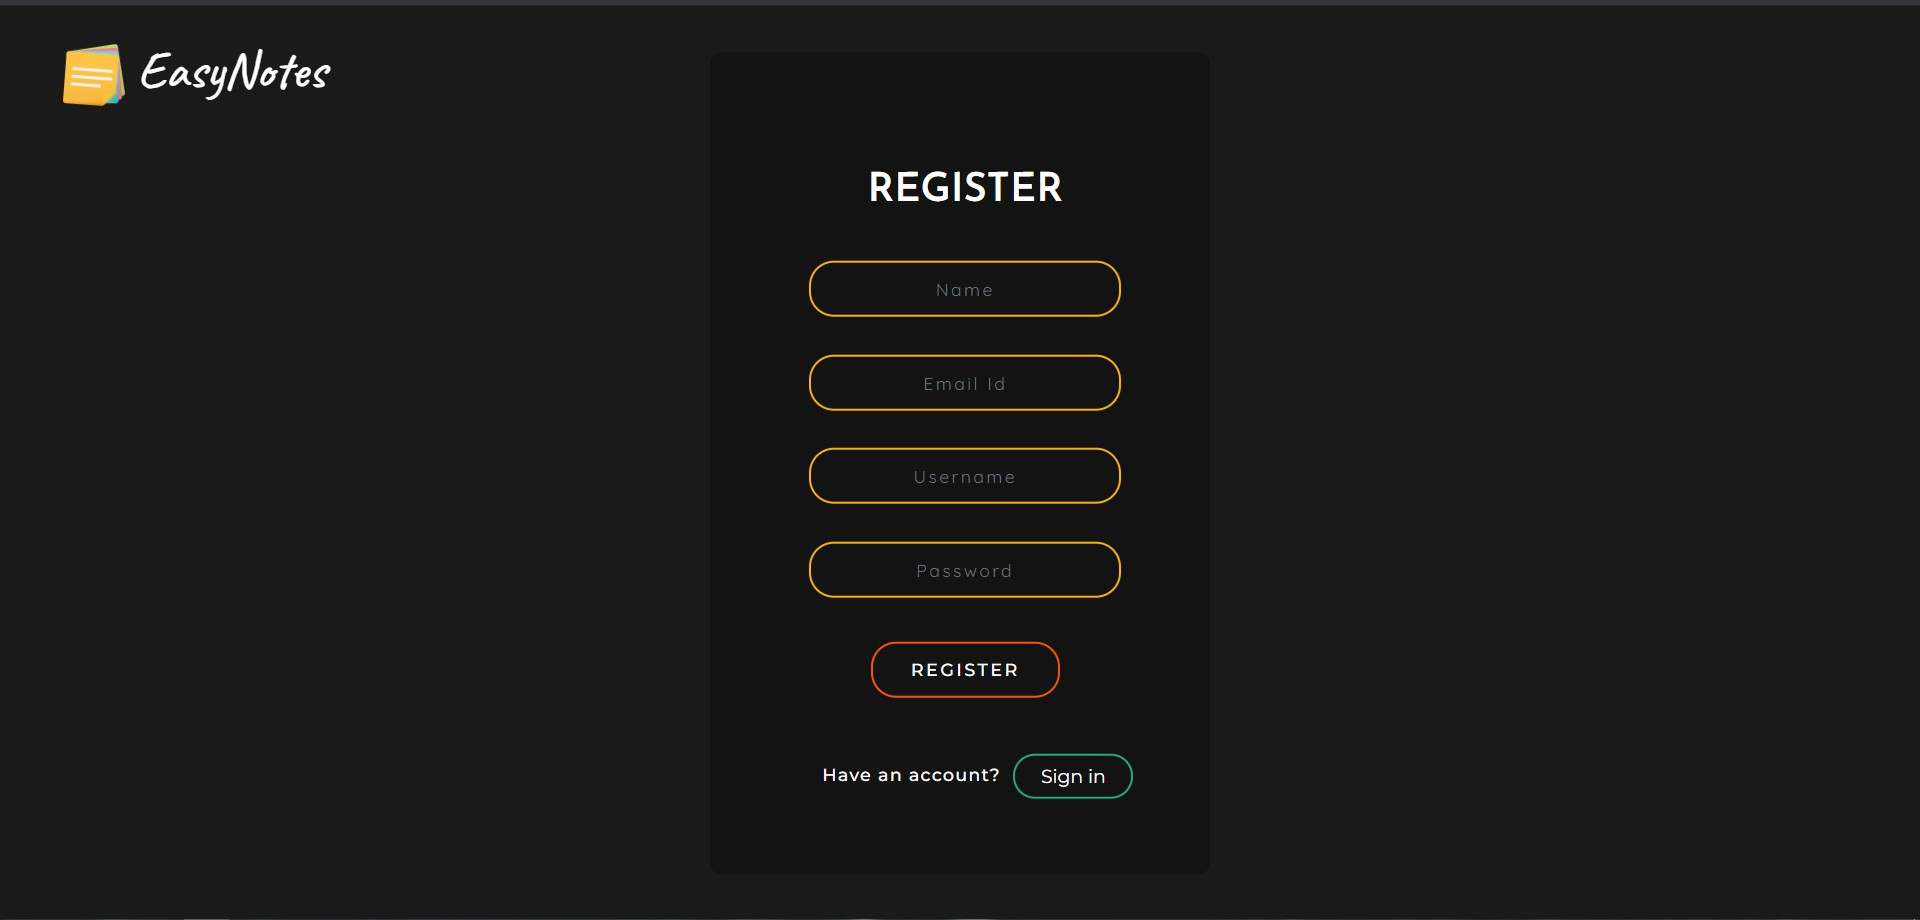 EasyNotes
REGISTER
Name
Email Id
Username
Password
REGISTER
Have an account? Sign in